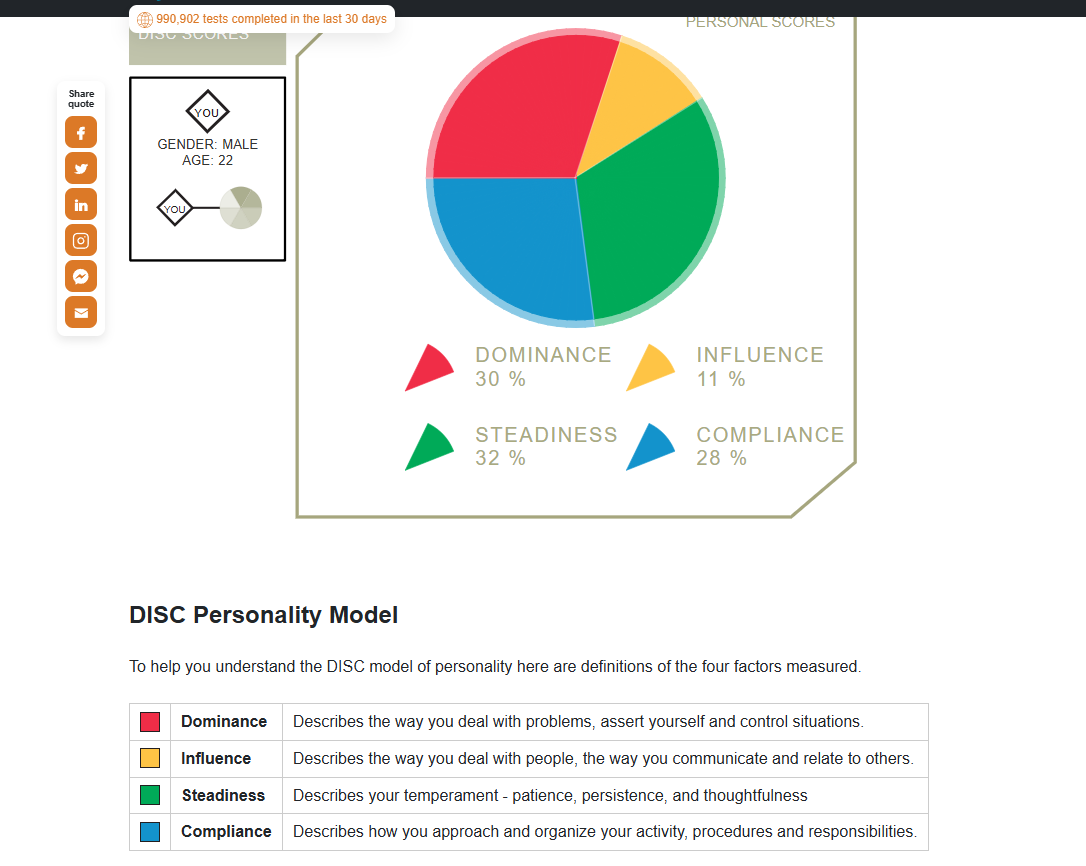 990,902 tests completed in the last 30 days
DISC SCORES
PERSONAL SCORES
Share
quote
YOU
GENDER: MALE
AGE: 22
YOU
DOMINANCE
30 %
INFLUENCE
11 %
STEADINESS
32 %
COMPLIANCE
28 %
DISC Personality Model
To help you understand the DISC model of personality here are definitions of the four factors measured.
Dominance Describes the way you deal with problems, assert yourself and control situations.
Influence Describes the way you deal with people, the way you communicate and relate to others.
Steadiness Describes your temperament - patience, persistence, and thoughtfulness
Compliance Describes how you approach and organize your activity, procedures and responsibilities.